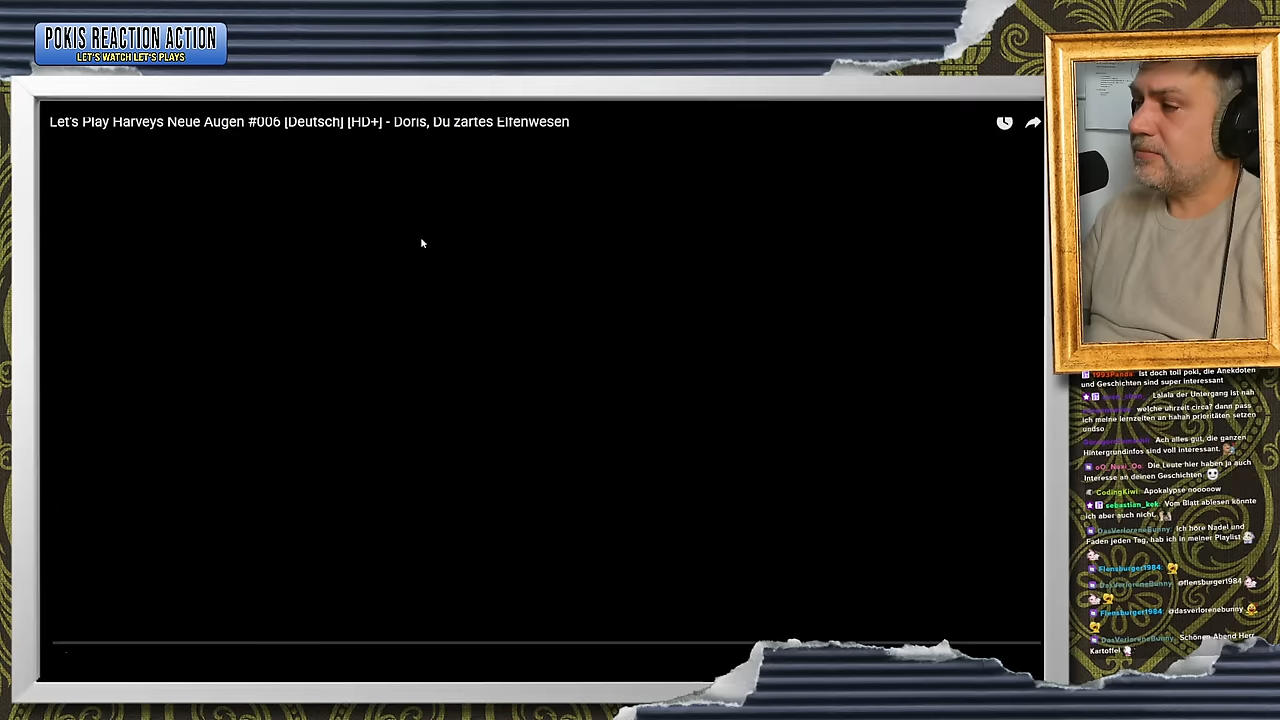 POKIS REACTION ACTION
LET'S WATCH LET'S PLAYS
Let's Play Harveys Neue Augen #006 [Deutsch] [HD+] - Doris, Du zartes Elfenwesen
1993Panda: Ist doch toll poki, die Anekdoten
und Geschichten sind super interessant
Lalala der Untergang ist nah
welche uhrzeit circa? dann pass
ich meine lernzeiten an hahah prioritäten setzen
undso
Ach alles gut, die ganzen
Hintergrundinfos sind voll interessant.
oO_Noxi_Oo: Die Leute hier haben ja auch
Interesse an deinen Geschichten.
CodingKiwi: Apokalypse nooooow
sebastian_kek: Vom Blatt ablesen könnte
ich aber auch nicht.
DasVerloreneBunny: Ich höre Nadel und
Faden jeden Tag, hab ich in meiner Playlist
Flensburger1984:
DasVerloreneBunny: @flensburger1984
Flensburger1984: @dasverlorenebunny
DasVerloreneBunny: Schönen Abend Herr
Kartoffel